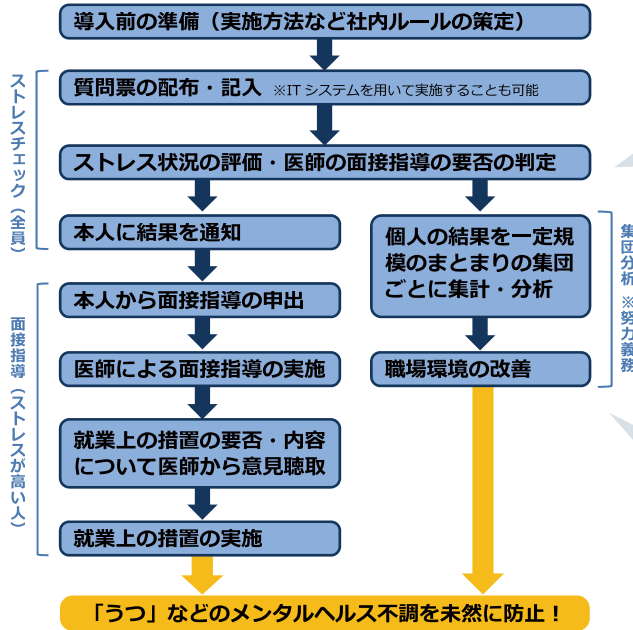 導入前の準備（実施方法など社内ルールの策定）
質問票の配布・記入 ※ITシステムを用いて実施することも可能
ストレス状況の評価・医師の面接指導の要否の判定
本人に結果を通知
本人から面接指導の申出
医師による面接指導の実施
就業上の措置の要否・内容
について医師から意見聴取
就業上の措置の実施
個人の結果を一定規
模のまとまりの集団
ごとに集計・分析
職場環境の改善
「うつ」などのメンタルヘルス不調を未然に防止！
ストレスチェック（全員）
面接指導（ストレスが高い人）
集団分析 ※努力義務